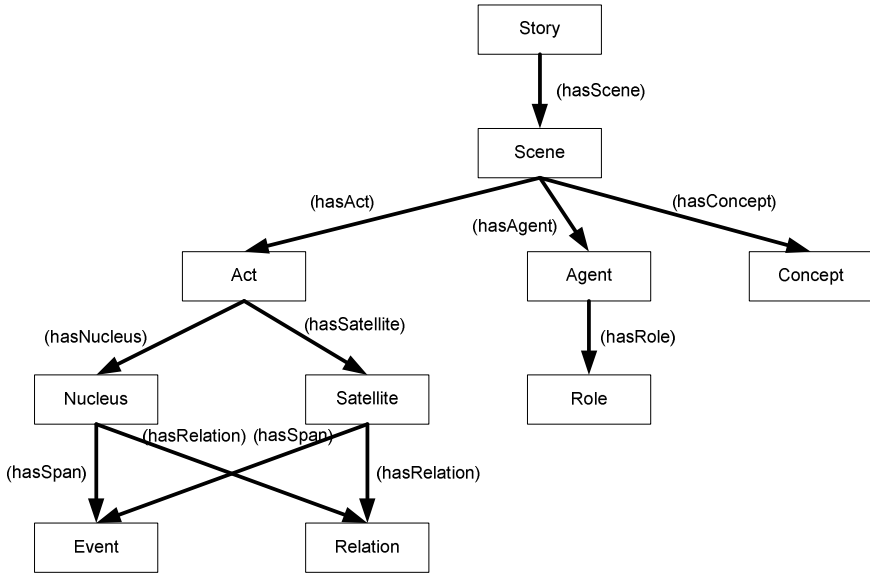 Story
(hasScene)
Scene
(hasAct)
(hasAgent)
(hasConcept)
Act
Agent
Concept
(hasNucleus)
(hasSatellite)
(hasRole)
Nucleus
Satellite
Role
(hasSpan)
(hasRelation)
(hasSpan)
(hasRelation)
Event
Relation